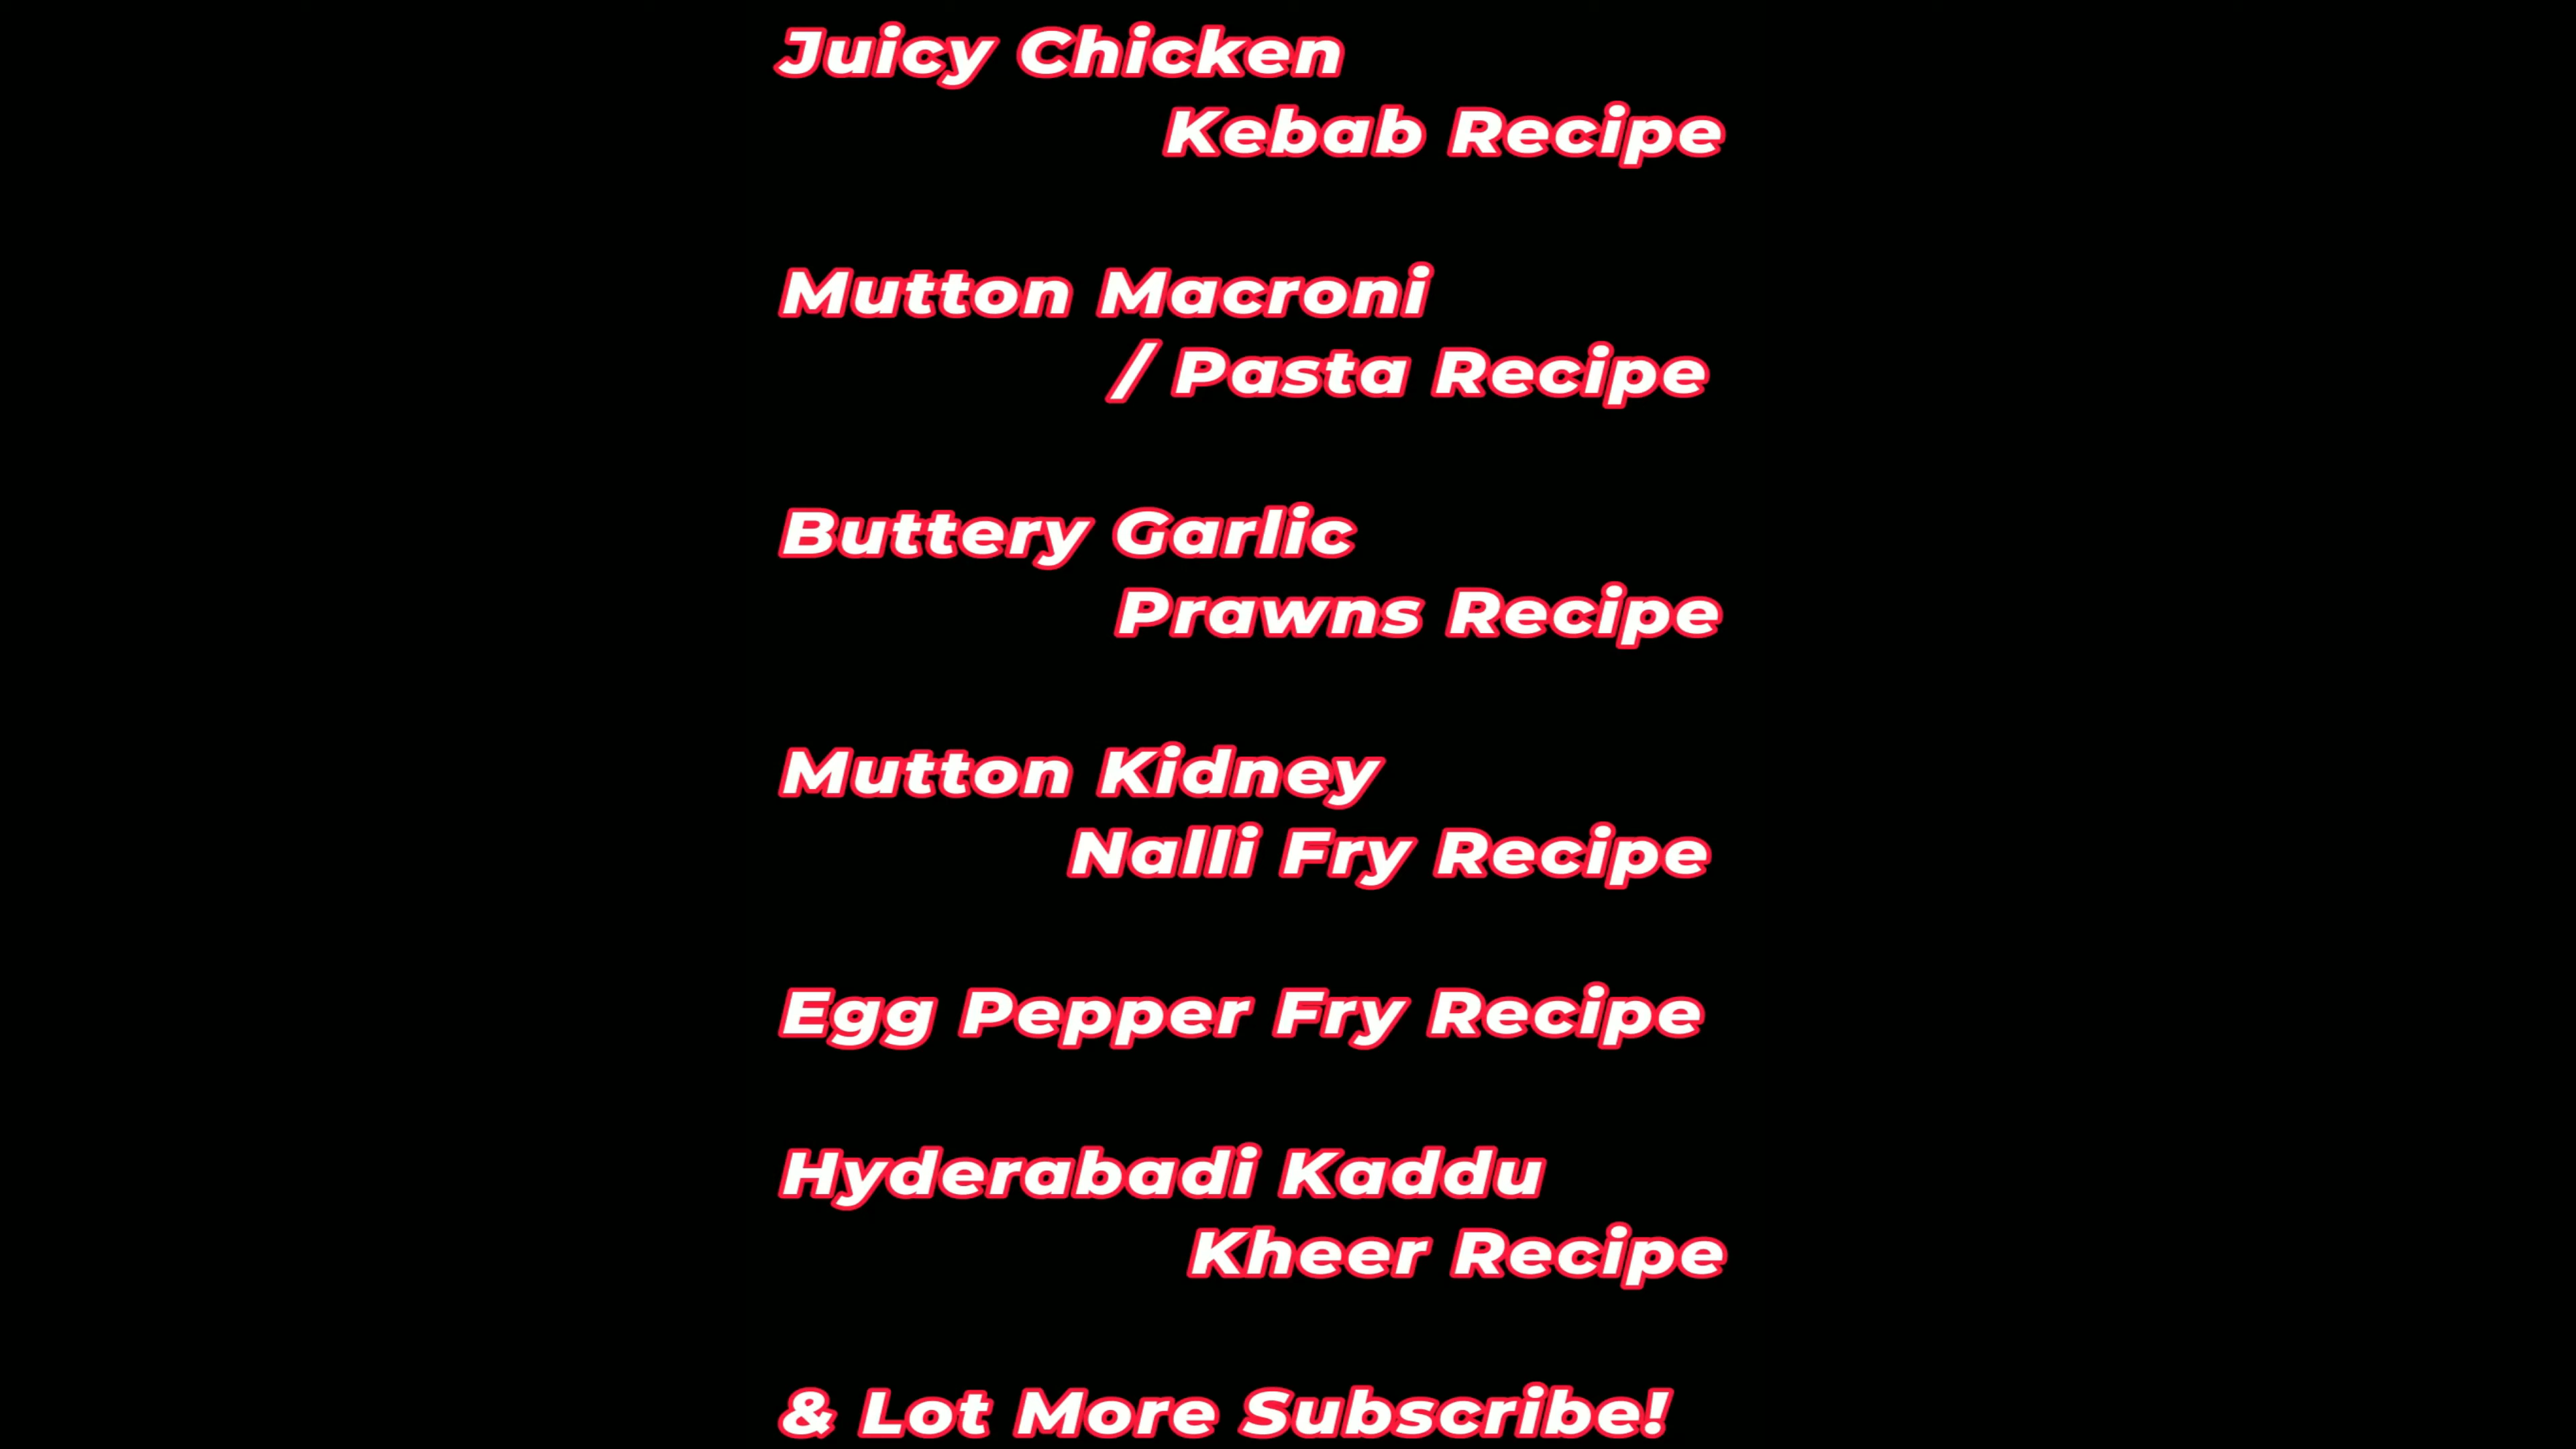 Juicy Chicken
Kebab Recipe
Mutton Macroni
/ Pasta Recipe
Buttery Garlic
Prawns Recipe
Mutton Kidney
Nalli Fry Recipe
Egg Pepper Fry Recipe
Hyderabadi Kaddu
Kheer Recipe
& Lot More Subscribe!